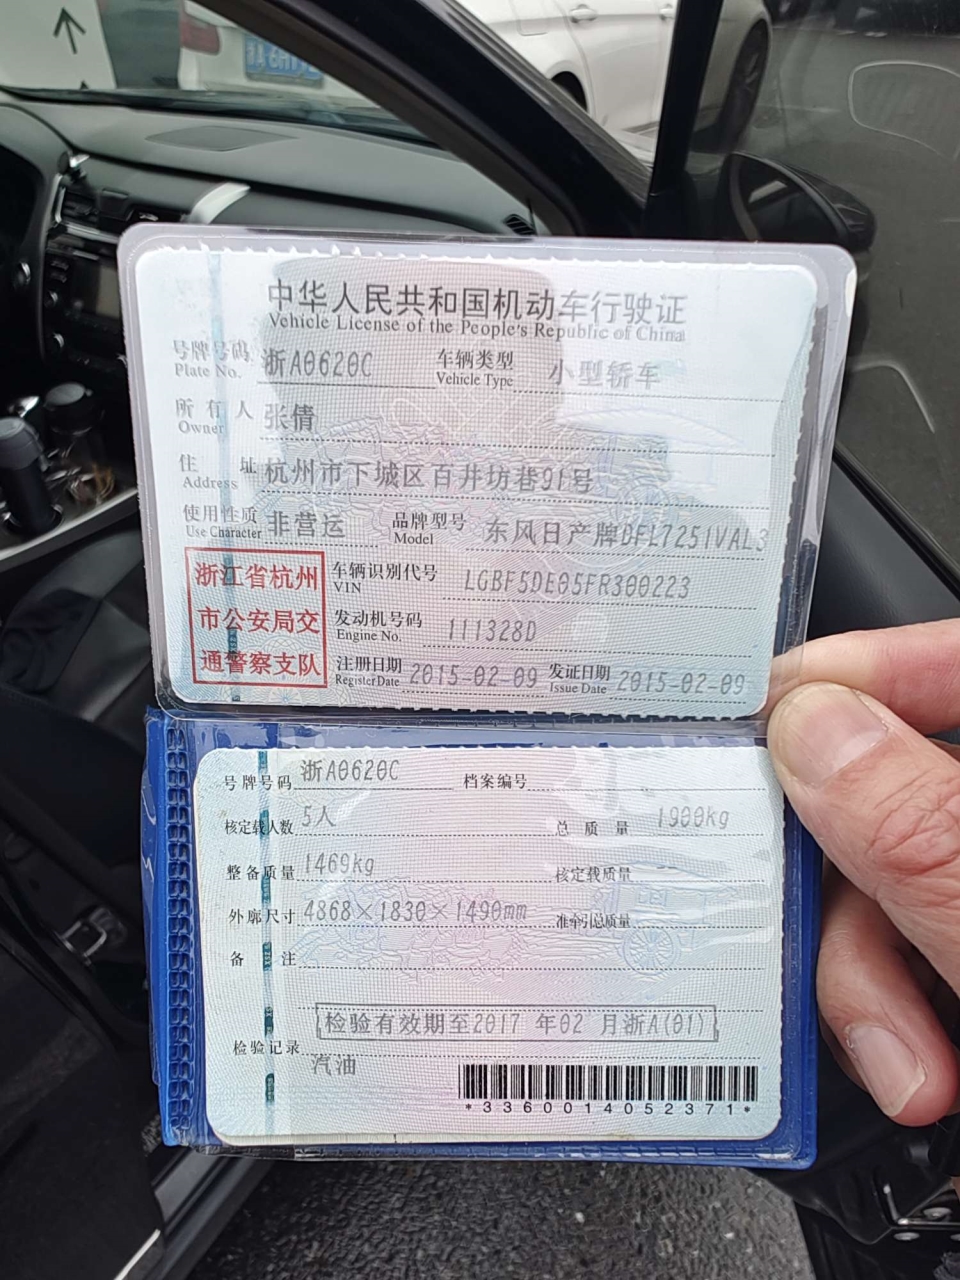 中华人民共和国机动车行驶证
Vehicle License of the People's Republic of China
号牌号码 浙A0620C 车辆类型 小型轿车
Plate No. Vehicle Type
所有人 张倩
Owner
住址 杭州市下城区百井坊巷91号
Address
使用性质 非营运 品牌型号 东风日产牌DFL7251VAL3
Use Character Model
浙江省杭州
市公安局交
通警察支队
车辆识别代号 LGBF5DE05FR300223
VIN
发动机号码 111328D
Engine No.
注册日期 2015-02-09 发证日期 2015-02-09
Register Date Issue Date
号牌号码 浙A0620C 档案编号
核定载人数 5人 总质量 1900kg
整备质量 1469kg 核定载质量 --
外廓尺寸 4868×1830×1490mm 准牵引总质量
备注
检验有效期至2017 年02 月浙A(01)
检验记录
汽油
*3360014052371*